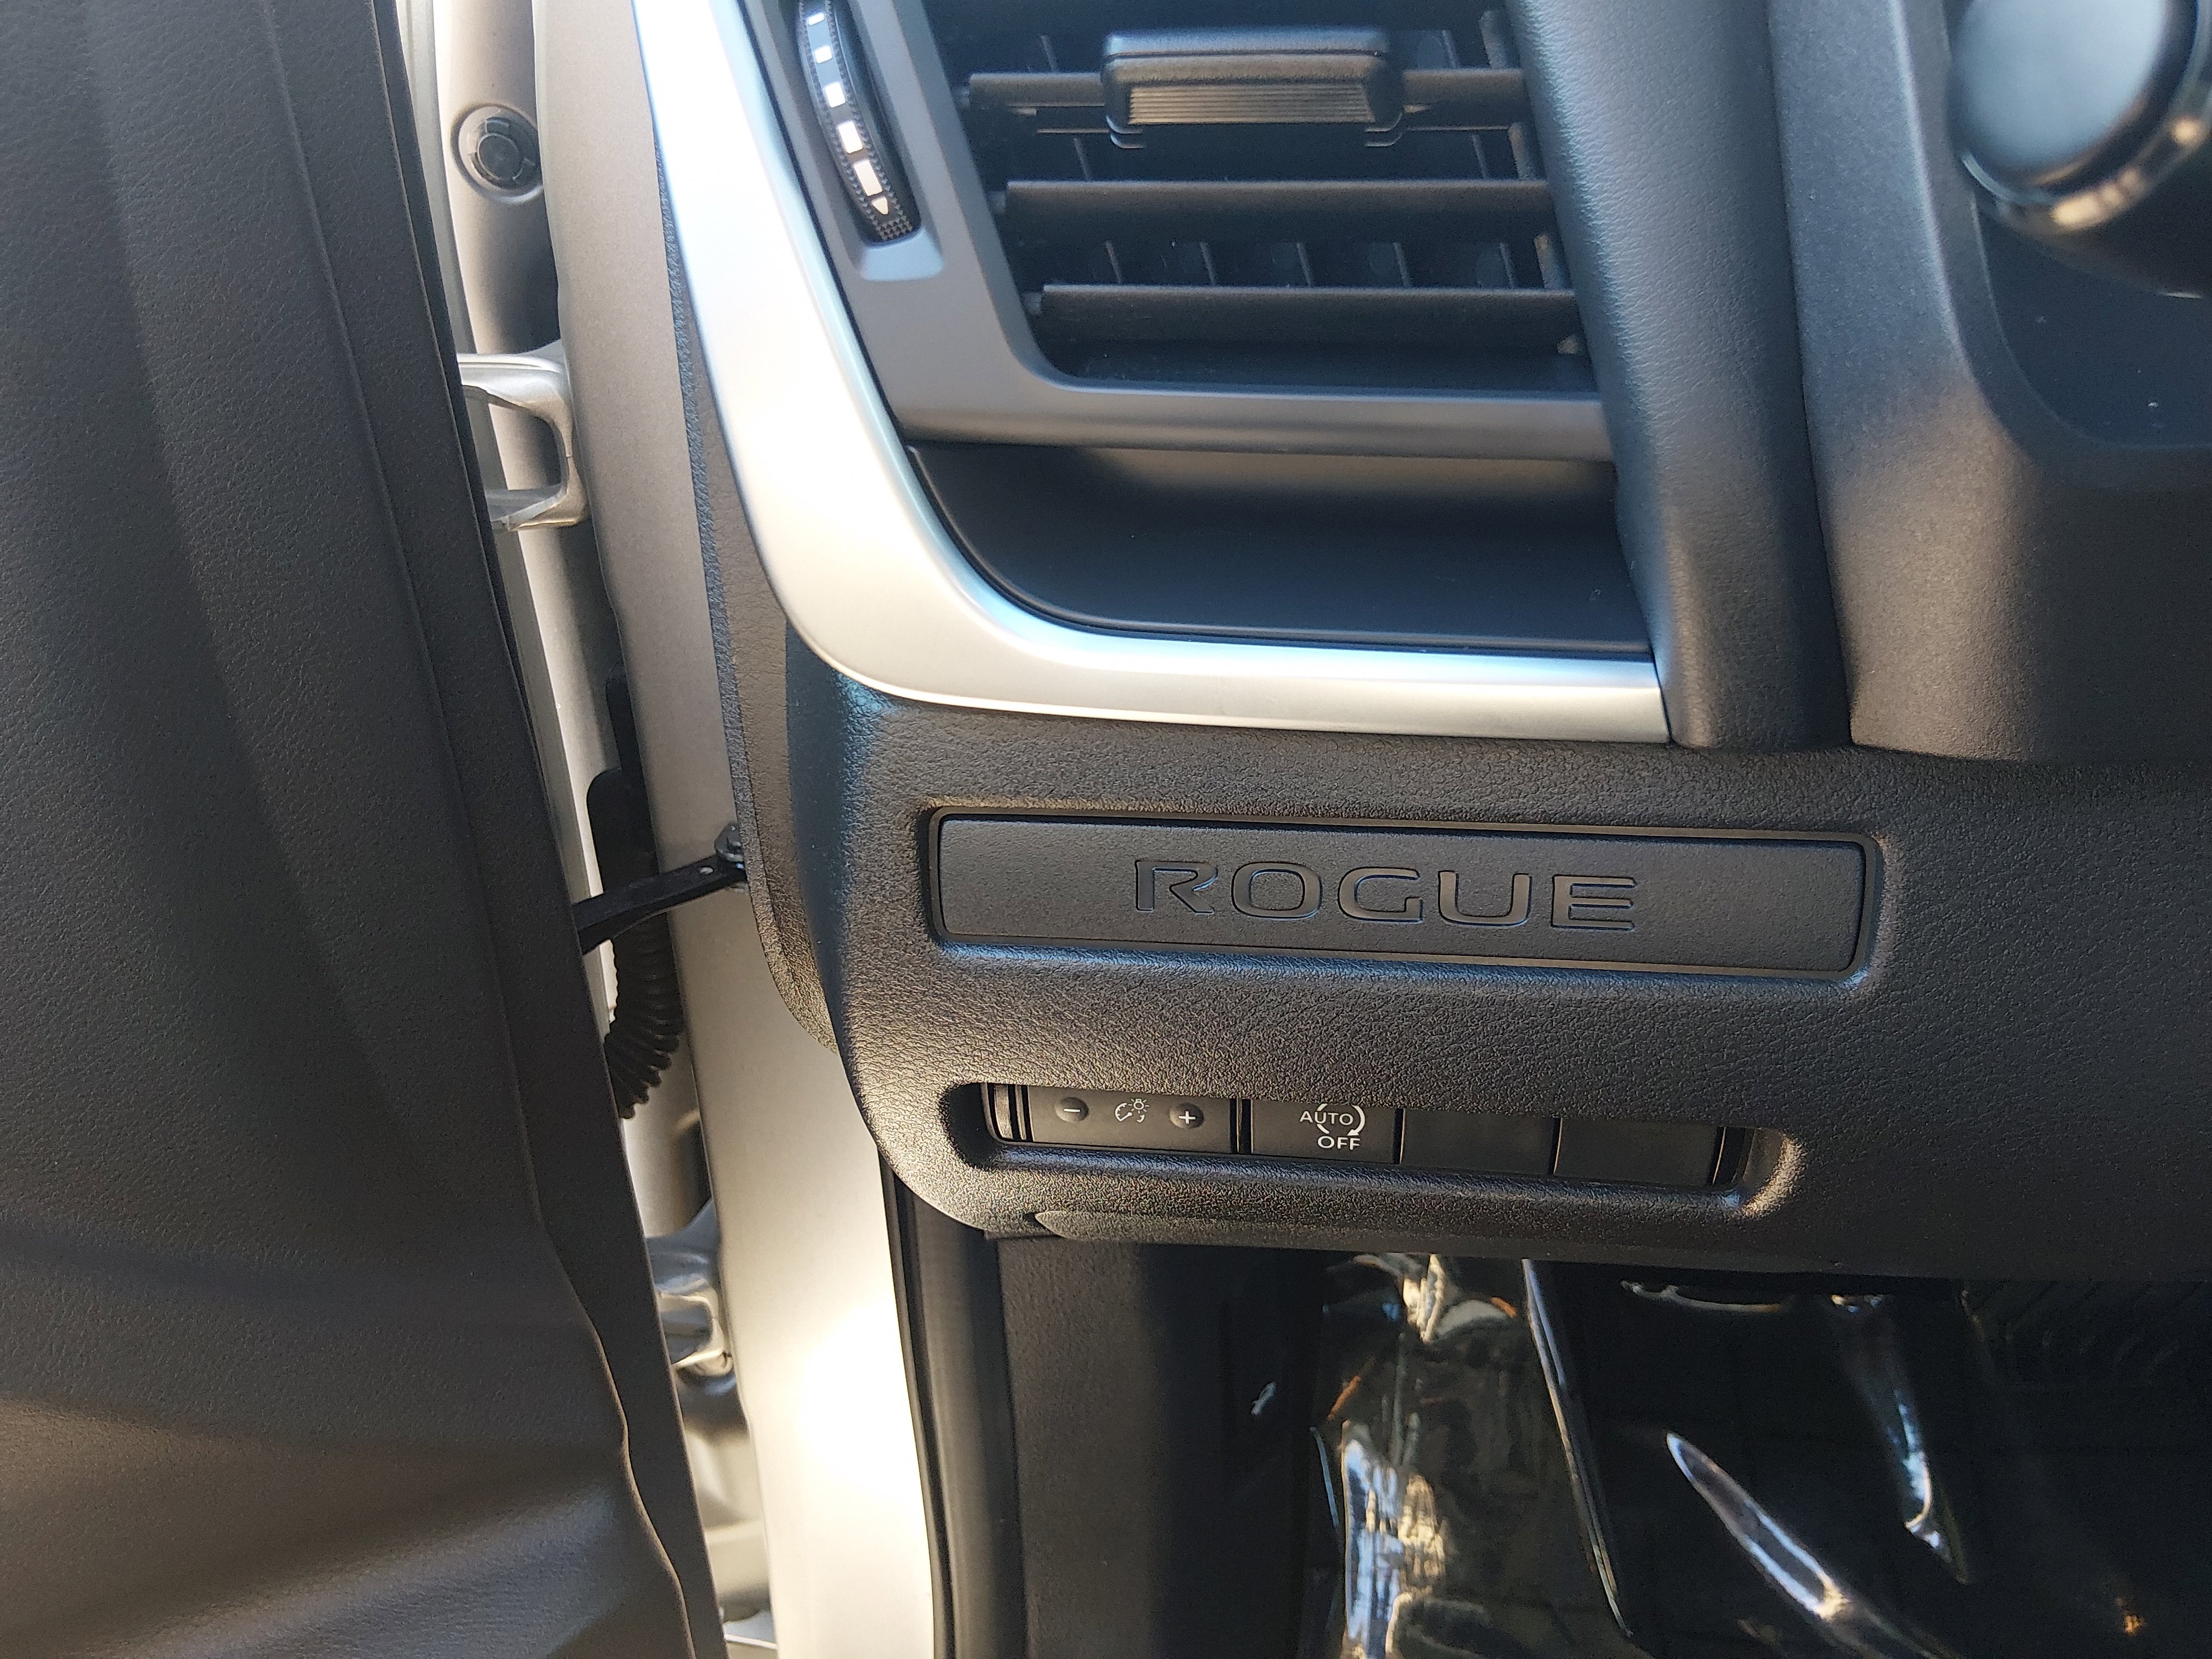 ROGUE
- +
AUTO
OFF